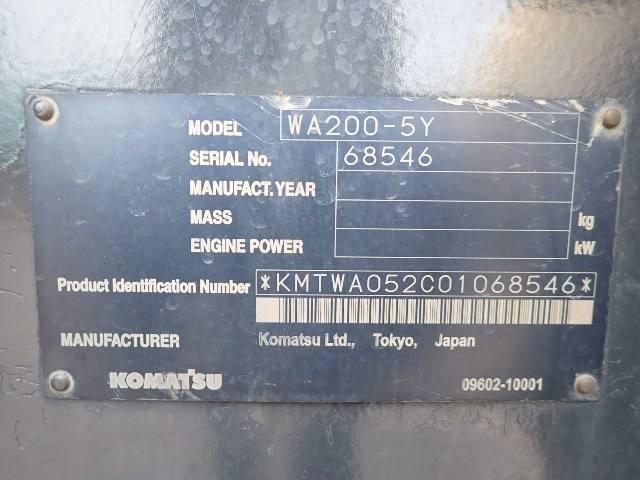 MODEL WA200-5Y
SERIAL No. 68546
MANUFACT. YEAR
MASS kg
ENGINE POWER kW
Product Identification Number *KMTWA052C01068546*
MANUFACTURER Komatsu Ltd., Tokyo, Japan
KOMATSU 09602-10001